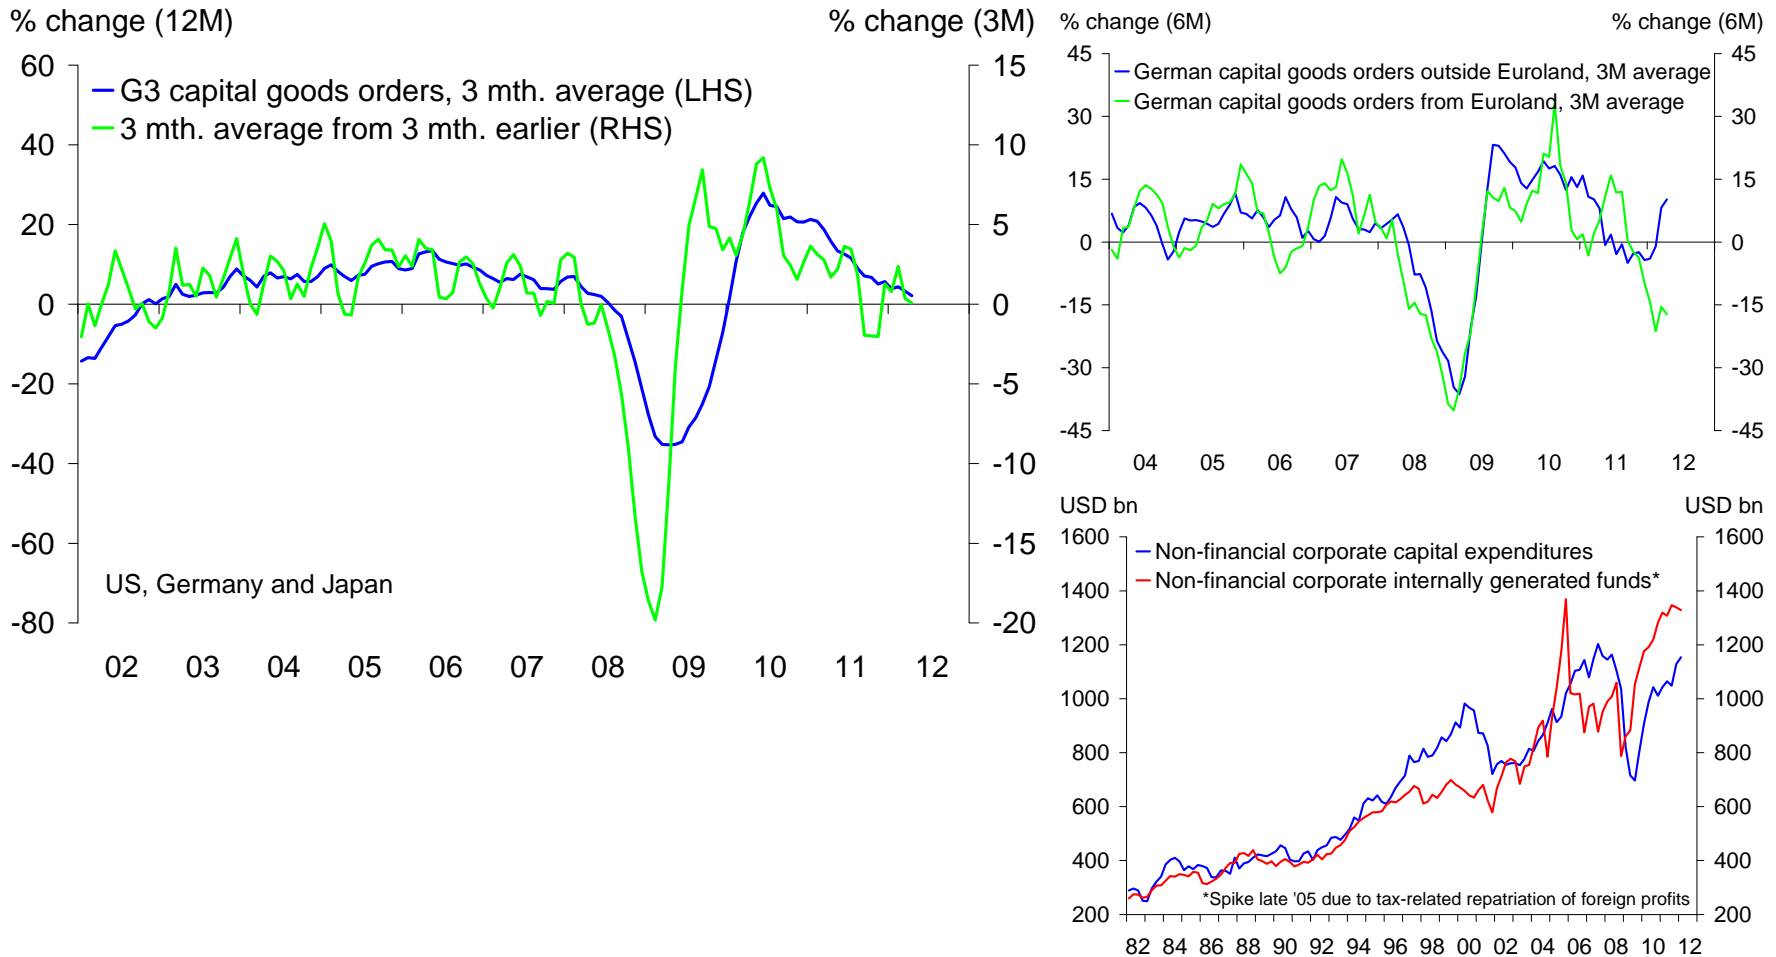 % change (12M)
% change (3M)
60
40
20
0
-20
-40
-60
-80
15
10
5
0
-5
-10
-15
-20
G3 capital goods orders, 3 mth. average (LHS)
3 mth. average from 3 mth. earlier (RHS)
US, Germany and Japan
02 03 04 05 06 07 08 09 10 11 12
% change (6M)
% change (6M)
45
30
15
0
-15
-30
-45
45
30
15
0
-15
-30
-45
German capital goods orders outside Euroland, 3M average
German capital goods orders from Euroland, 3M average
04 05 06 07 08 09 10 11 12
USD bn
USD bn
1600
1400
1200
1000
800
600
400
200
1600
1400
1200
1000
800
600
400
200
Non-financial corporate capital expenditures
Non-financial corporate internally generated funds*
*Spike late '05 due to tax-related repatriation of foreign profits
82 84 86 88 90 92 94 96 98 00 02 04 06 08 10 12